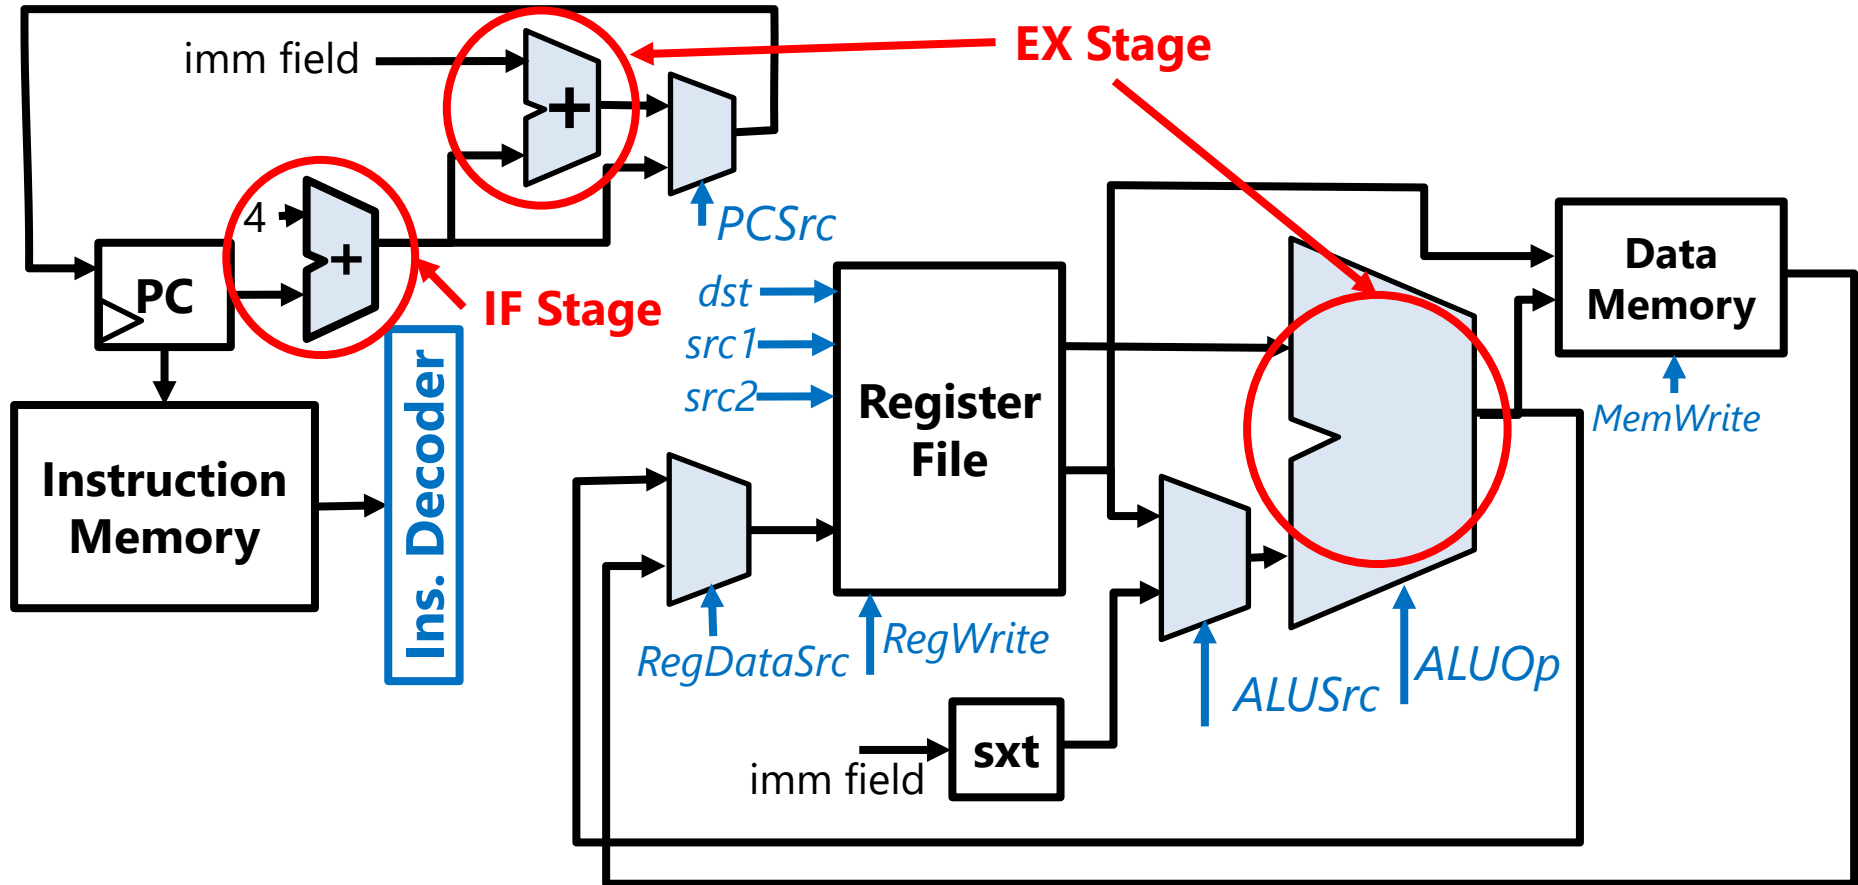 imm field
+
EX Stage
4
+
PCSrc
PC
IF Stage
dst
src1
src2
Register
File
Data
Memory
MemWrite
Instruction
Memory
Ins. Decoder
RegDataSrc
RegWrite
ALUSrc
ALUOp
sxt
imm field